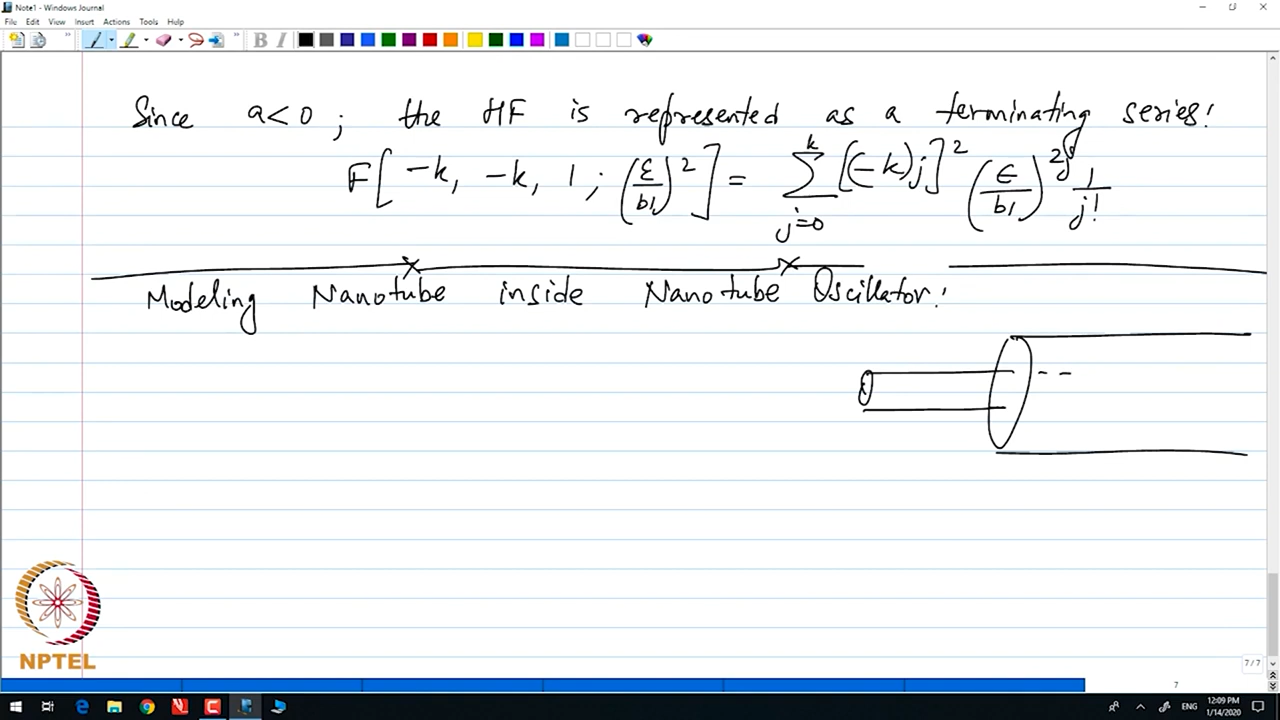 Note1 - Windows Journal
File Edit View Insert Actions Tools Help
B I
Since a<0 ; the HF is represented as a terminating series!
F[-k, -k, 1 ; (ε/b₁)²] = ∑_{j=0}^{k} [(-k)j]² (ε/b₁)^{2j} 1/j!
Modeling Nanotube inside Nanotube Oscillator!
NPTEL
7/7
7
ENG
12:09 PM
1/14/2020